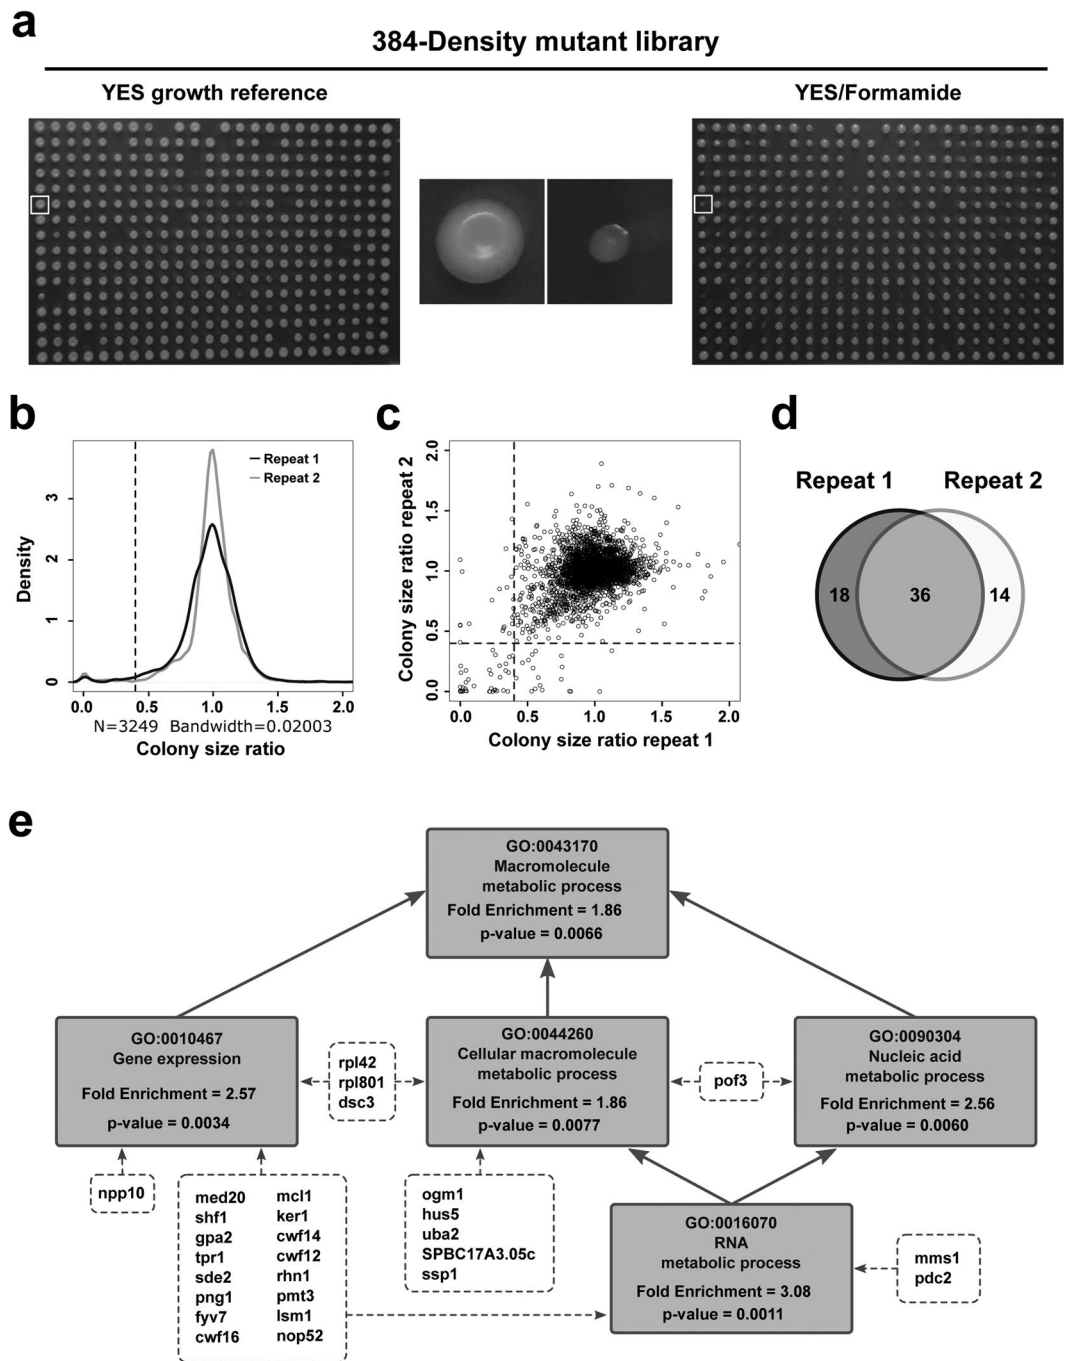 a
384-Density mutant library
YES growth reference
YES/Formamide
b
Repeat 1
Repeat 2
Density
3
2
1
0
0.0 0.5 1.0 1.5 2.0
N=3249 Bandwidth=0.02003
Colony size ratio
c
Colony size ratio repeat 2
2.0
1.5
1.0
0.5
0.0
0.0 0.5 1.0 1.5 2.0
Colony size ratio repeat 1
d
Repeat 1 Repeat 2
18 36 14
e
GO:0043170
Macromolecule
metabolic process
Fold Enrichment = 1.86
p-value = 0.0066
GO:0010467
Gene expression
Fold Enrichment = 2.57
p-value = 0.0034
rpl42
rpl801
dsc3
GO:0044260
Cellular macromolecule
metabolic process
Fold Enrichment = 1.86
p-value = 0.0077
pof3
GO:0090304
Nucleic acid
metabolic process
Fold Enrichment = 2.56
p-value = 0.0060
npp10
med20 mcl1
shf1 ker1
gpa2 cwf14
tpr1 cwf12
sde2 rhn1
png1 pmt3
fyv7 lsm1
cwf16 nop52
ogm1
hus5
uba2
SPBC17A3.05c
ssp1
GO:0016070
RNA
metabolic process
Fold Enrichment = 3.08
p-value = 0.0011
mms1
pdc2